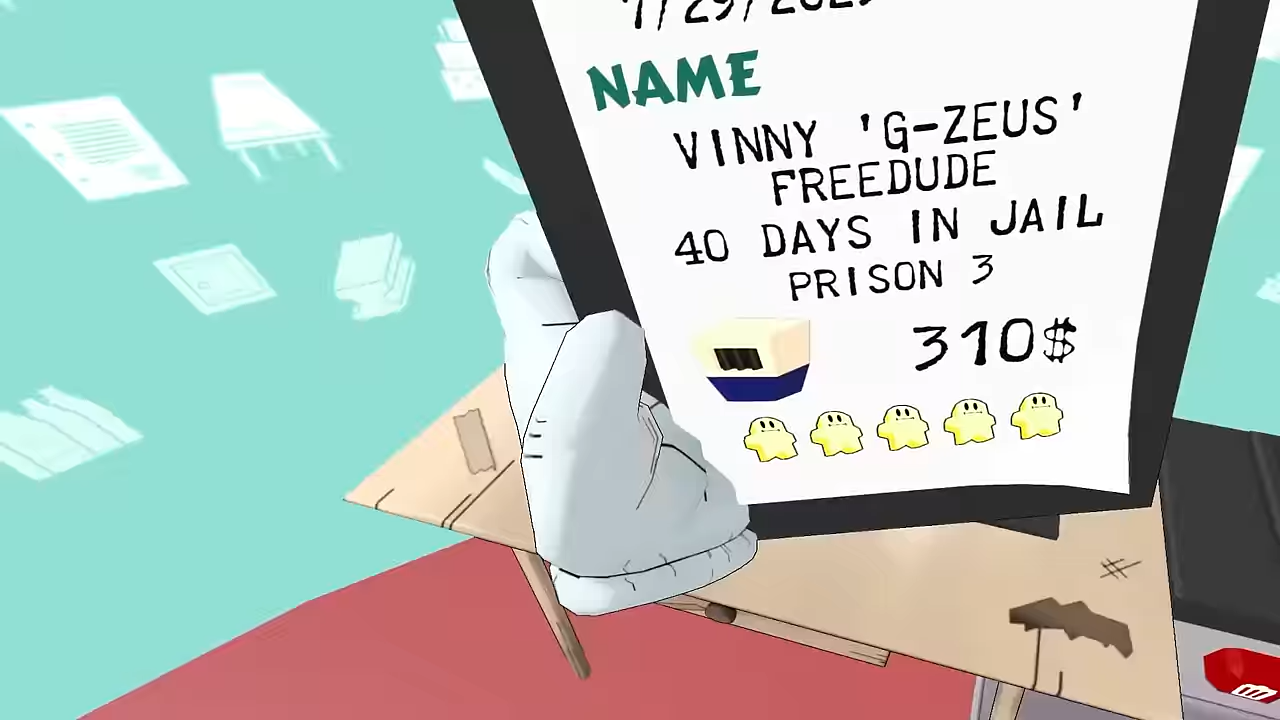 NAME
VINNY 'G-ZEUS'
FREEDUDE
40 DAYS IN JAIL
PRISON 3
310$